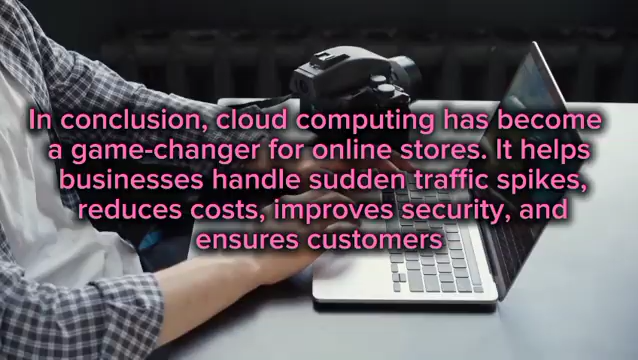 In conclusion, cloud computing has become
a game-changer for online stores. It helps
businesses handle sudden traffic spikes,
reduces costs, improves security, and
ensures customers